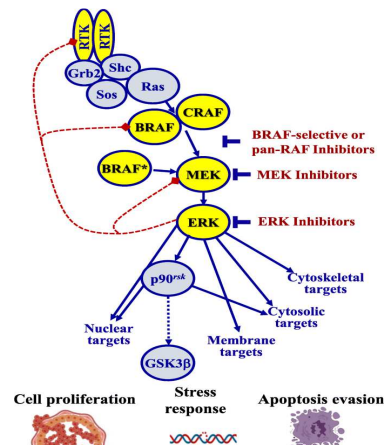 RTK
RTK
Grb2
Shc
Sos
Ras
BRAF
CRAF
BRAF-selective or
pan-RAF Inhibitors
BRAF*
MEK
MEK Inhibitors
ERK
ERK Inhibitors
p90rsk
Cytoskeletal
targets
Cytosolic
targets
Nuclear
targets
Membrane
targets
GSK3β
Cell proliferation
Stress
response
Apoptosis evasion